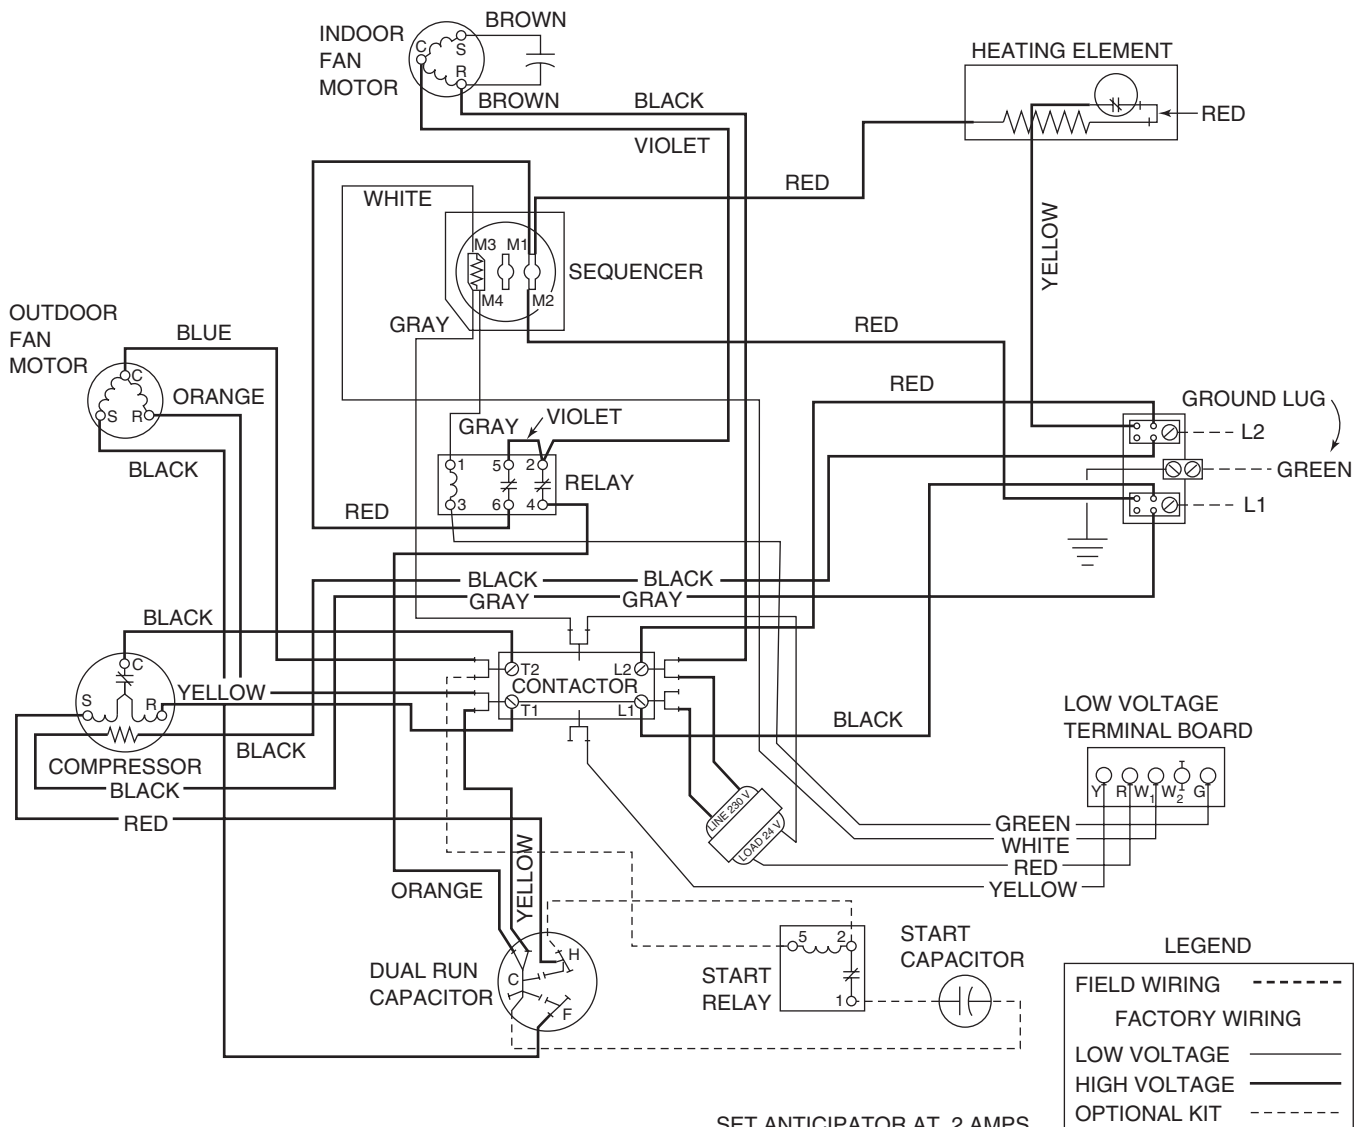 INDOOR
FAN
MOTOR
C
S
R
BROWN
BROWN
BLACK
VIOLET
HEATING ELEMENT
RED
YELLOW
RED
WHITE
M3 M1
M4 M2
SEQUENCER
GRAY
RED
RED
OUTDOOR
FAN
MOTOR
BLUE
C
S R
ORANGE
BLACK
GRAY
VIOLET
1 5 2
3 6 4
RELAY
RED
GROUND LUG
L2
GREEN
L1
BLACK BLACK
GRAY GRAY
BLACK
C
S R
YELLOW
BLACK
COMPRESSOR
BLACK
RED
T2 L2
CONTACTOR
T1 L1
BLACK
LINE 230 V
LOAD 24 V
LOW VOLTAGE
TERMINAL BOARD
Y R W1 W2 G
GREEN
WHITE
RED
YELLOW
ORANGE
YELLOW
DUAL RUN
CAPACITOR
H
C
F
START
RELAY
5 2
1
START
CAPACITOR
LEGEND
FIELD WIRING
FACTORY WIRING
LOW VOLTAGE
HIGH VOLTAGE
OPTIONAL KIT
SET ANTICIPATOR AT .2 AMPS